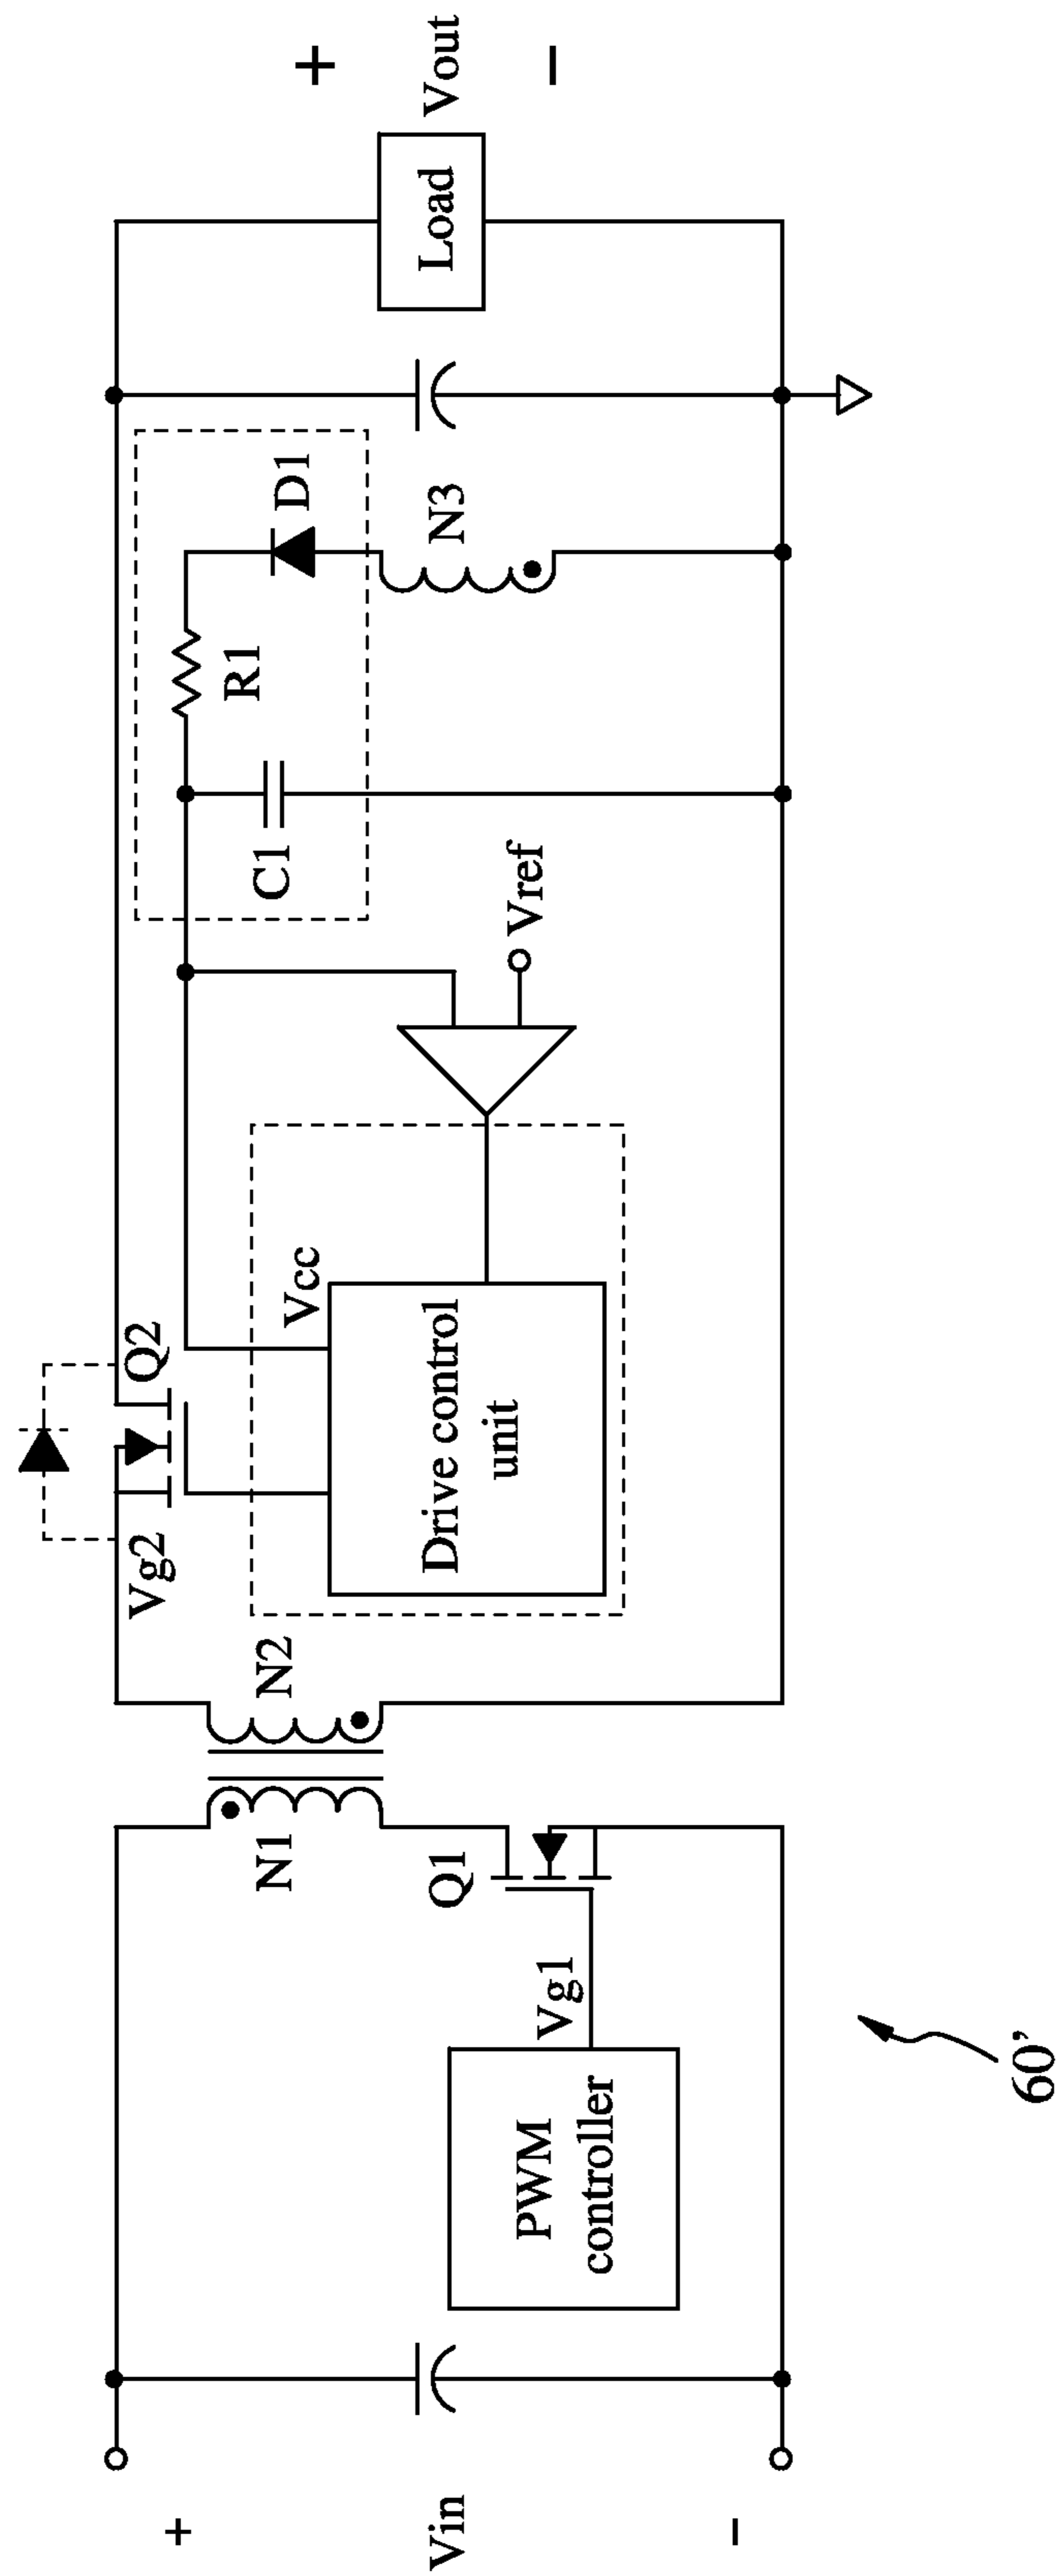 +
Vin
−
PWM
controller
Vg1
Q1
N1
N2
Vg2
Q2
Vcc
Drive control
unit
Vref
C1
R1
D1
N3
Load
+
Vout
−
60’